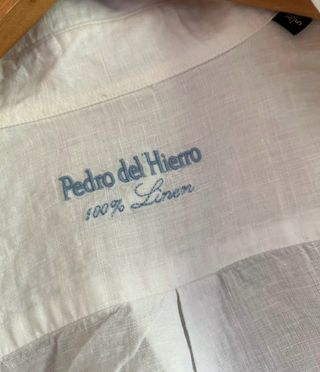 Pedro del Hierro
100% Linen